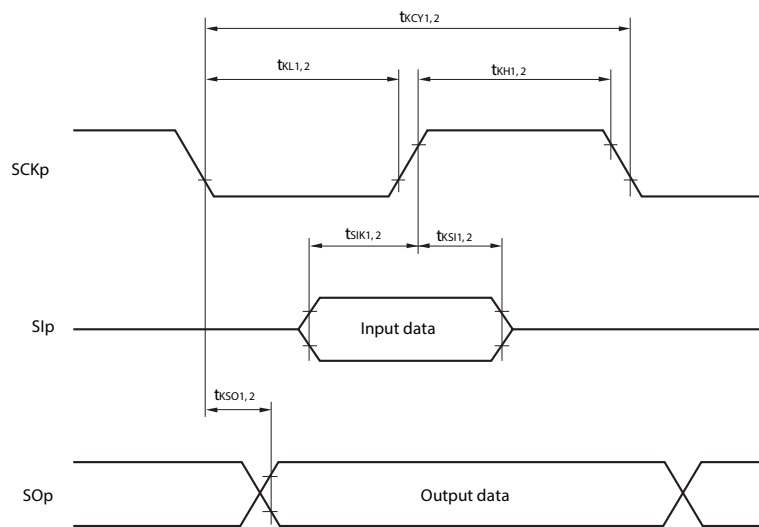 tKCY1, 2
tKL1, 2
tKH1, 2
SCKp
tSIK1, 2
tKSI1, 2
SIp
Input data
tKSO1, 2
SOp
Output data